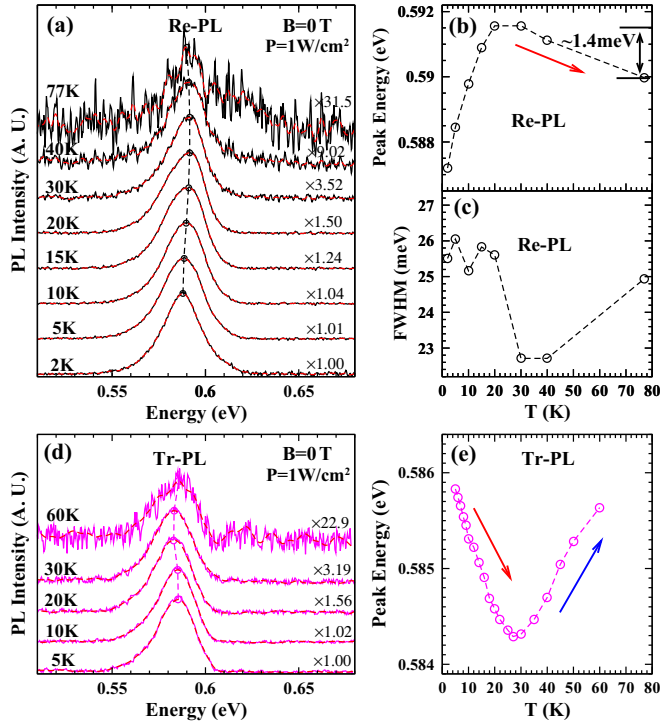 (a)
Re-PL
B=0 T
P=1W/cm²
77K
×31.5
40K
×9.02
30K
×3.52
20K
×1.50
15K
×1.24
10K
×1.04
5K
×1.01
2K
×1.00
PL Intensity (A. U.)
0.55
0.6
0.65
Energy (eV)
(b)
0.592
0.59
0.588
Peak Energy (eV)
~1.4meV
Re-PL
(c)
Re-PL
26
25
24
23
FWHM (meV)
0 10 20 30 40 50 60 70 80
T (K)
(d)
Tr-PL
B=0 T
P=1W/cm²
60K
×22.9
30K
×3.19
20K
×1.56
10K
×1.02
5K
×1.00
PL Intensity (A. U.)
0.55
0.6
0.65
Energy (eV)
Tr-PL
(e)
0.586
0.585
0.584
Peak Energy (eV)
0 10 20 30 40 50 60 70 80
T (K)